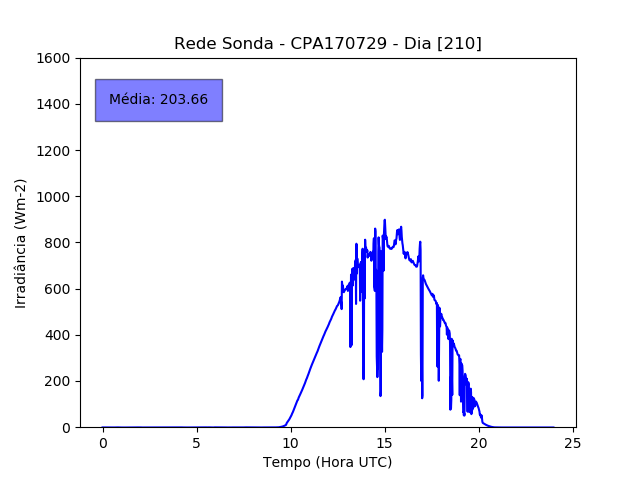 Rede Sonda - CPA170729 - Dia [210]
1600
1400
1200
1000
800
600
400
200
0
Irradiância (Wm-2)
Média: 203.66
0 5 10 15 20 25
Tempo (Hora UTC)